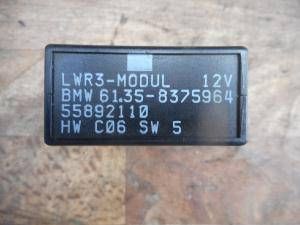 LWR3-MODUL 12V
BMW 61.35-8375964
55892110
HW C06 SW 5